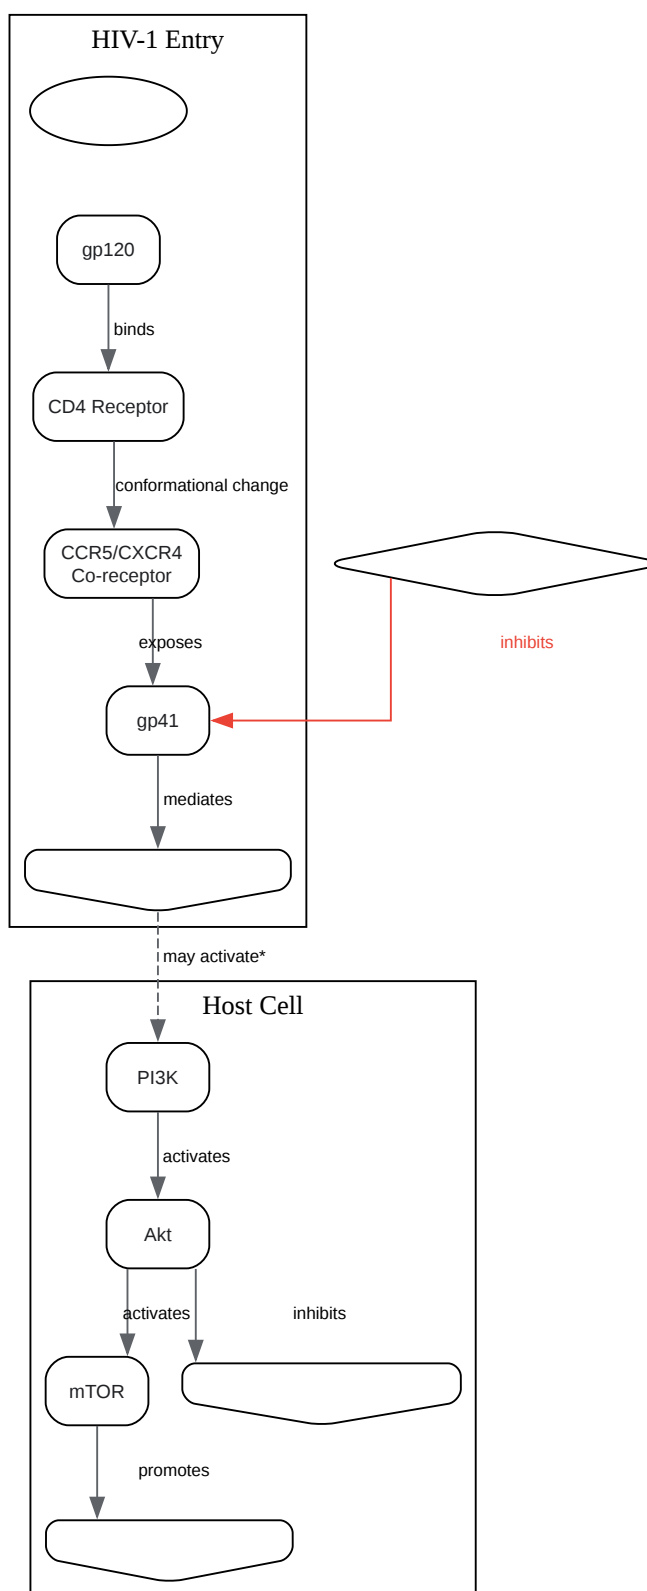 HIV-1 Entry
gp120
binds
CD4 Receptor
conformational change
CCR5/CXCR4
Co-receptor
exposes
inhibits
gp41
mediates
may activate*
Host Cell
PI3K
activates
Akt
activates
inhibits
mTOR
promotes